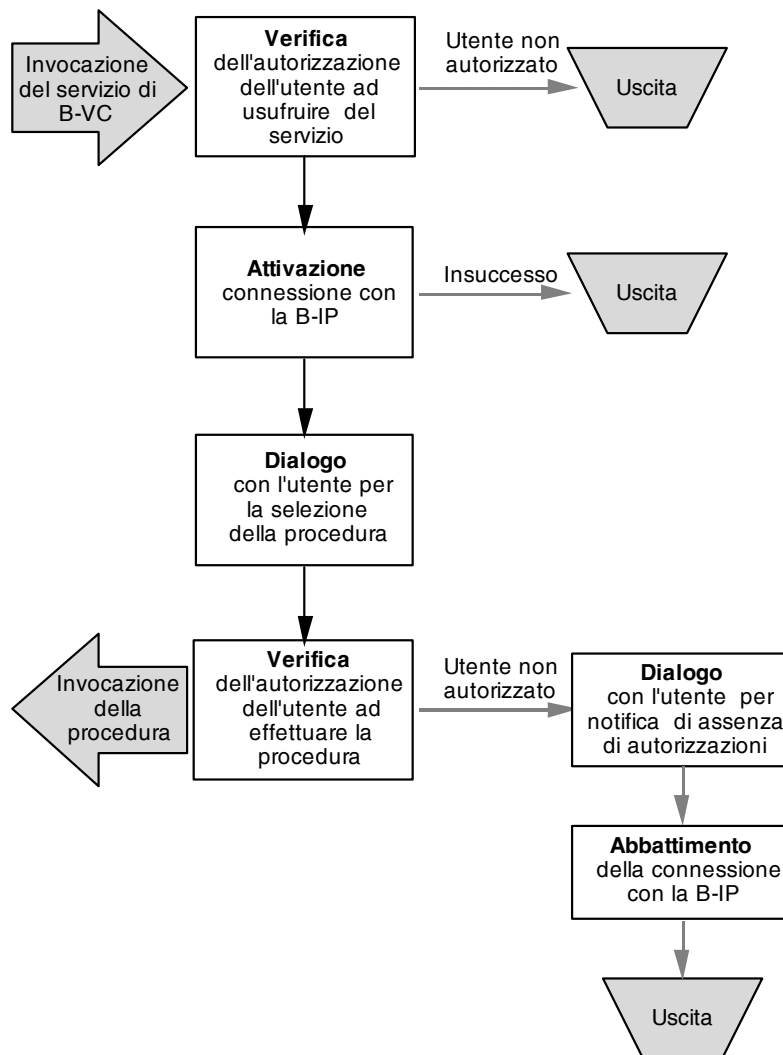 Invocazione
del servizio di
B-VC
Verifica
dell'autorizzazione
dell'utente ad
usufruire del
servizio
Utente non
autorizzato
Uscita
Attivazione
connessione con
la B-IP
Insuccesso
Uscita
Dialogo
con l'utente per
la selezione
della procedura
Invocazione
della
procedura
Verifica
dell'autorizzazione
dell'utente ad
effettuare la
procedura
Utente non
autorizzato
Dialogo
con l'utente per
notifica di assenza
di autorizzazioni
Abbattimento
della connessione
con la B-IP
Uscita